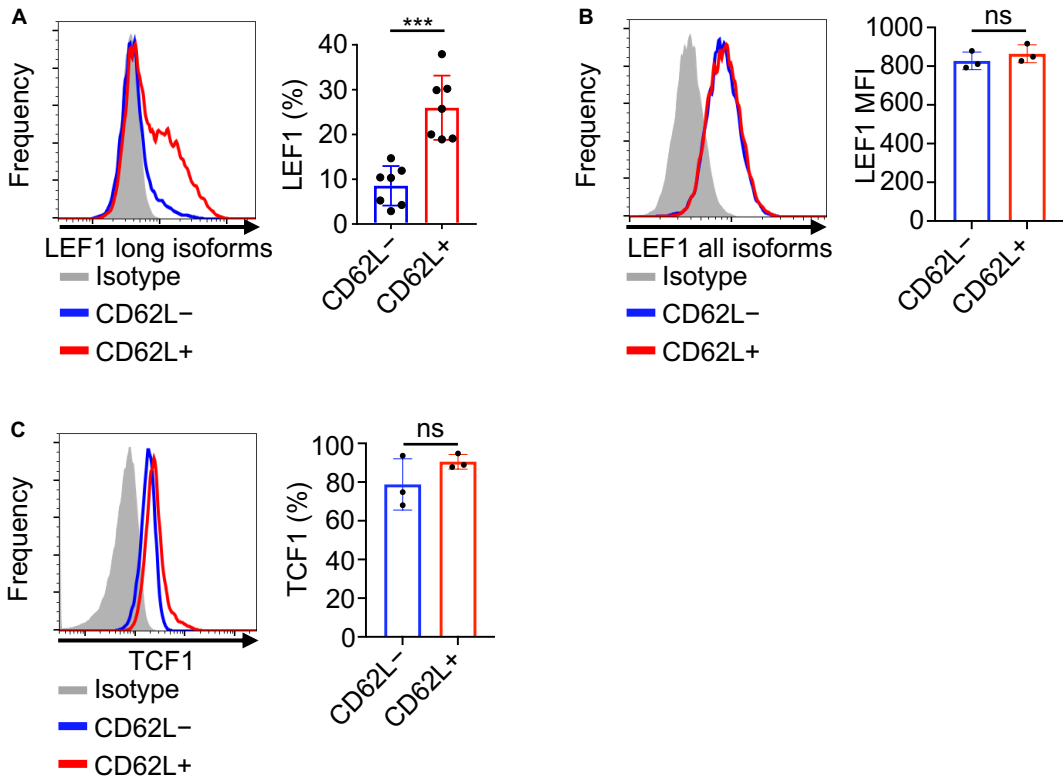 A
Frequency
LEF1 long isoforms
Isotype
CD62L−
CD62L+
***
LEF1 (%)
40
30
20
10
0
CD62L−
CD62L+
B
Frequency
LEF1 all isoforms
Isotype
CD62L−
CD62L+
ns
LEF1 MFI
1000
800
600
400
200
0
CD62L−
CD62L+
C
Frequency
TCF1
Isotype
CD62L−
CD62L+
ns
TCF1 (%)
100
80
60
40
20
0
CD62L−
CD62L+